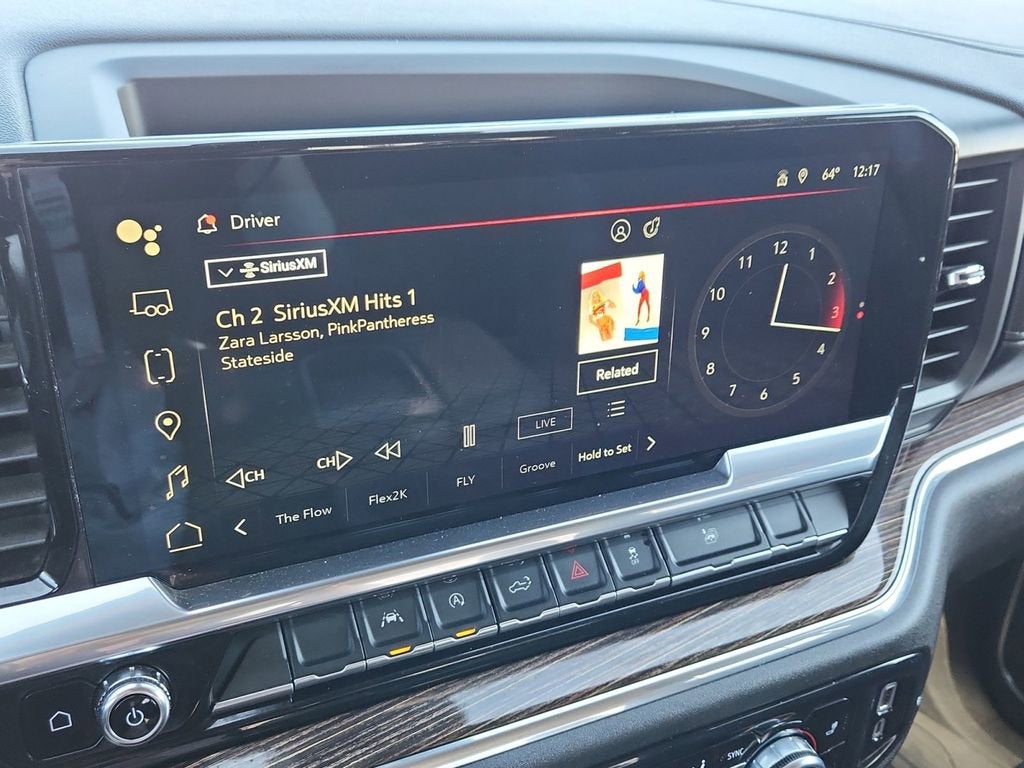 64° 12:17
Driver
SiriusXM
Ch 2 SiriusXM Hits 1
Zara Larsson, PinkPantheress
Stateside
Related
12
1
2
3
4
5
6
7
8
9
10
11
LIVE
CH
CH
The Flow
Flex2K
FLY
Groove
Hold to Set
A
OFF
SYNC